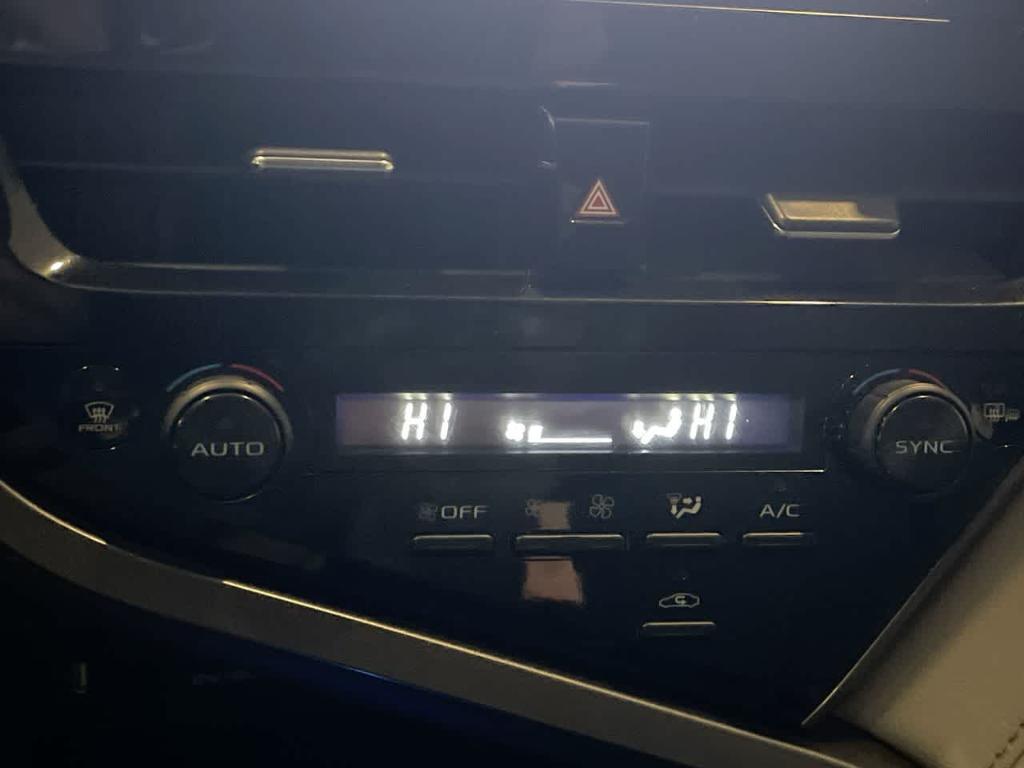 HI HI
FRONT
AUTO
SYNC
OFF
A/C